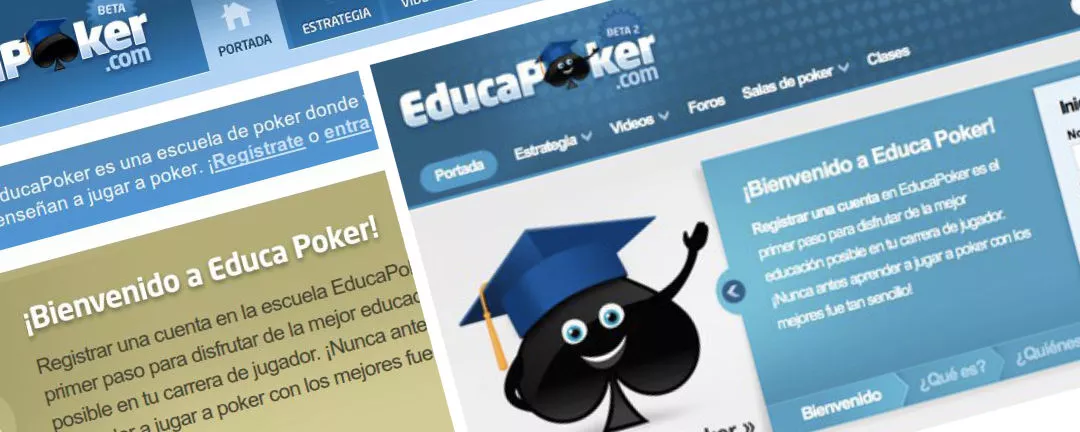 BETA
Poker
.com
PORTADA
ESTRATEGIA
ducaPoker es una escuela de poker donde
enseñan a jugar a poker. ¡Regístrate o entra
¡Bienvenido a Educa Poker!
Registrar una cuenta en la escuela EducaPo
primer paso para disfrutar de la mejor educac
posible en tu carrera de jugador. ¡Nunca ante
a jugar a poker con los mejores fue
BETA 2
EducaPoker
.com
Portada
Estrategia
Videos
Foros
Salas de poker
Clases
¡Bienvenido a Educa Poker!
Registrar una cuenta en EducaPoker es el
primer paso para disfrutar de la mejor
educación posible en tu carrera de jugador.
¡Nunca antes aprender a jugar a poker con los
mejores fue tan sencillo!
Bienvenido
¿Qué es?
¿Quiénes
Ini
No